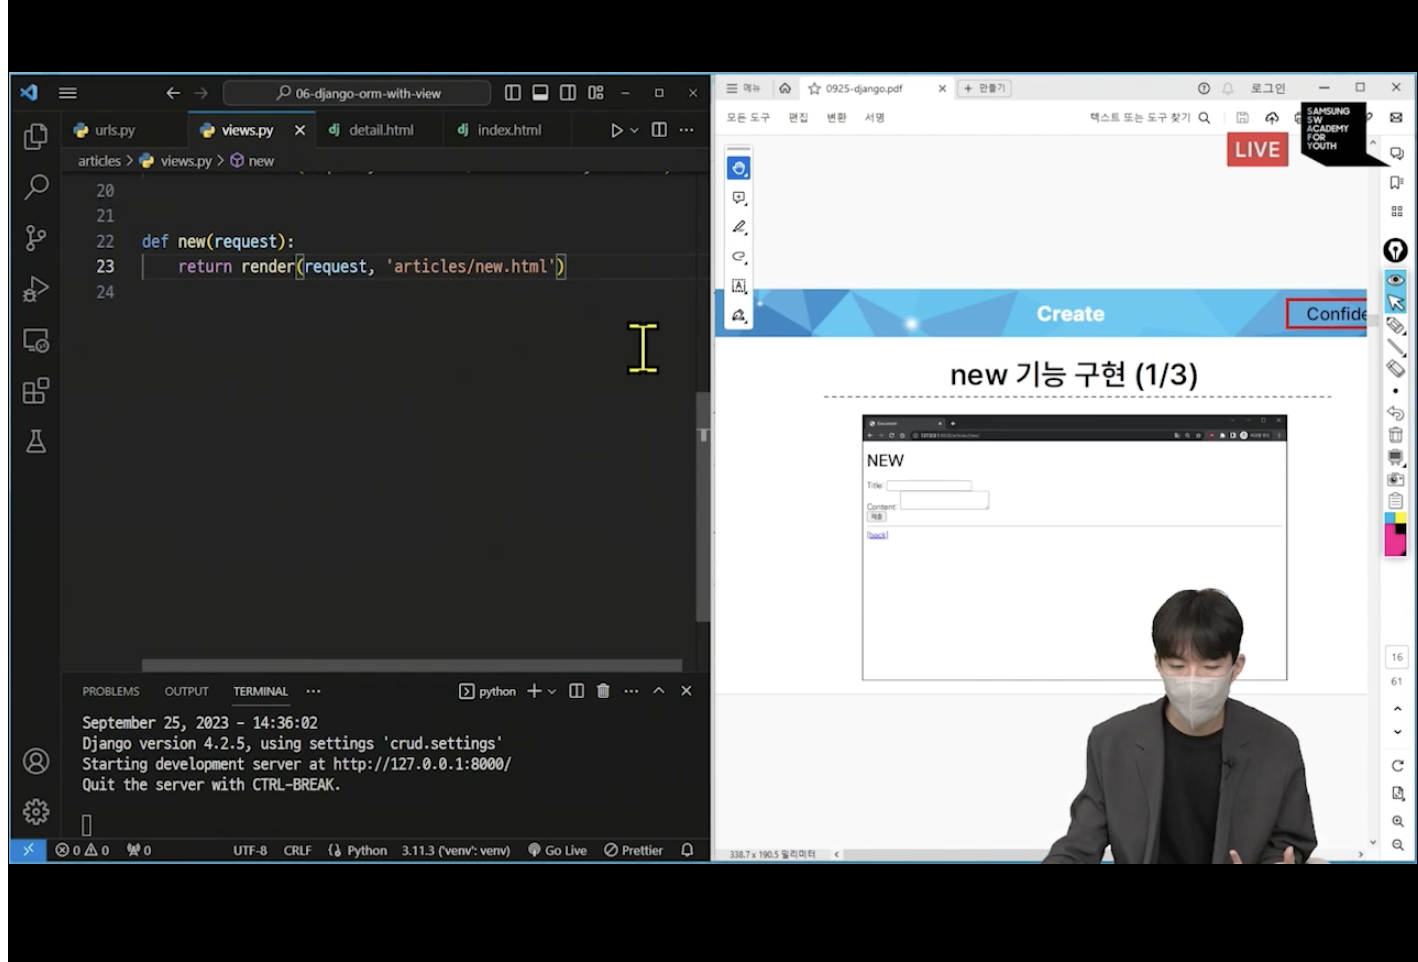 06-django-orm-with-view
urls.py
views.py
detail.html
index.html
articles > views.py > new
20
21
22 def new(request):
23 return render(request, 'articles/new.html')
24
PROBLEMS OUTPUT TERMINAL
python
September 25, 2023 - 14:36:02
Django version 4.2.5, using settings 'crud.settings'
Starting development server at http://127.0.0.1:8000/
Quit the server with CTRL-BREAK.
0 0 0 UTF-8 CRLF Python 3.11.3 ('venv': venv) Go Live Prettier
메뉴 0925-django.pdf + 만들기 로그인
모든 도구 편집 변환 서명 텍스트 또는 도구 찾기
SAMSUNG
SW
ACADEMY
FOR
YOUTH
LIVE
Create
Confide
new 기능 구현 (1/3)
Document
NEW
Title:
Content:
제출
[back]
16
61
338.7 x 190.5 밀리미터